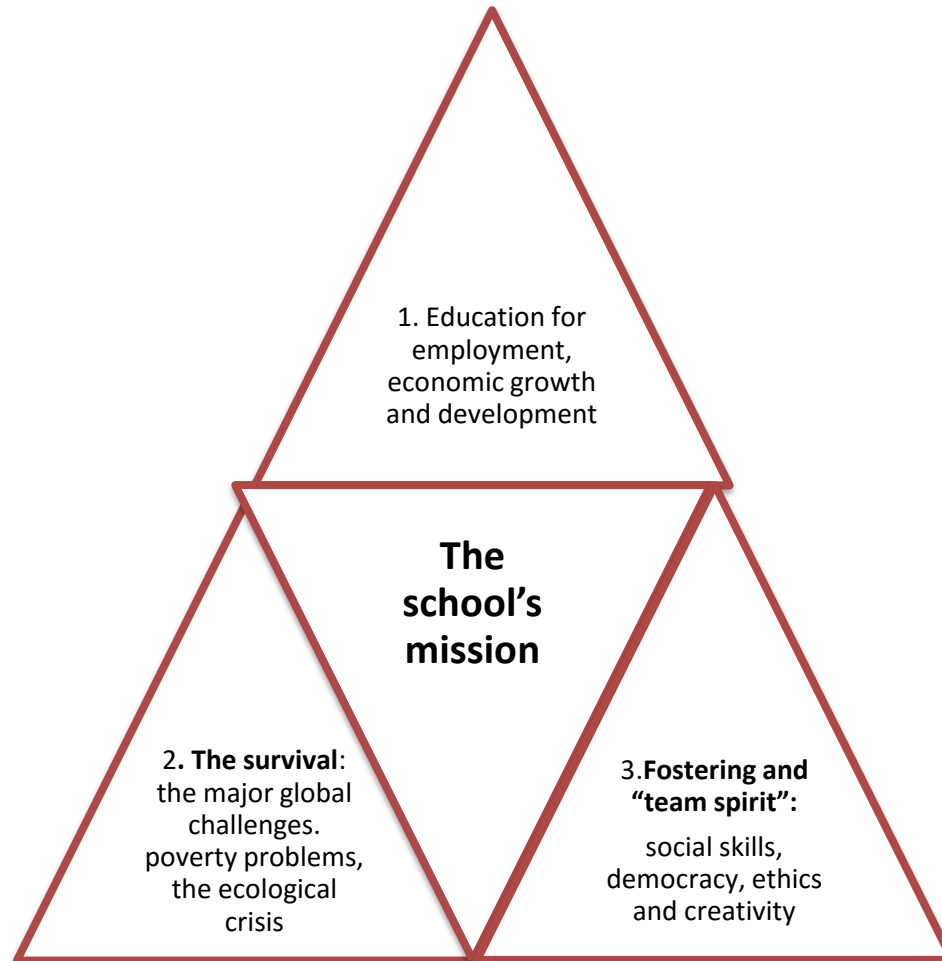 1. Education for
employment,
economic growth
and development
The
school’s
mission
2. The survival:
the major global
challenges.
poverty problems,
the ecological
crisis
3.Fostering and
“team spirit”:
social skills,
democracy, ethics
and creativity